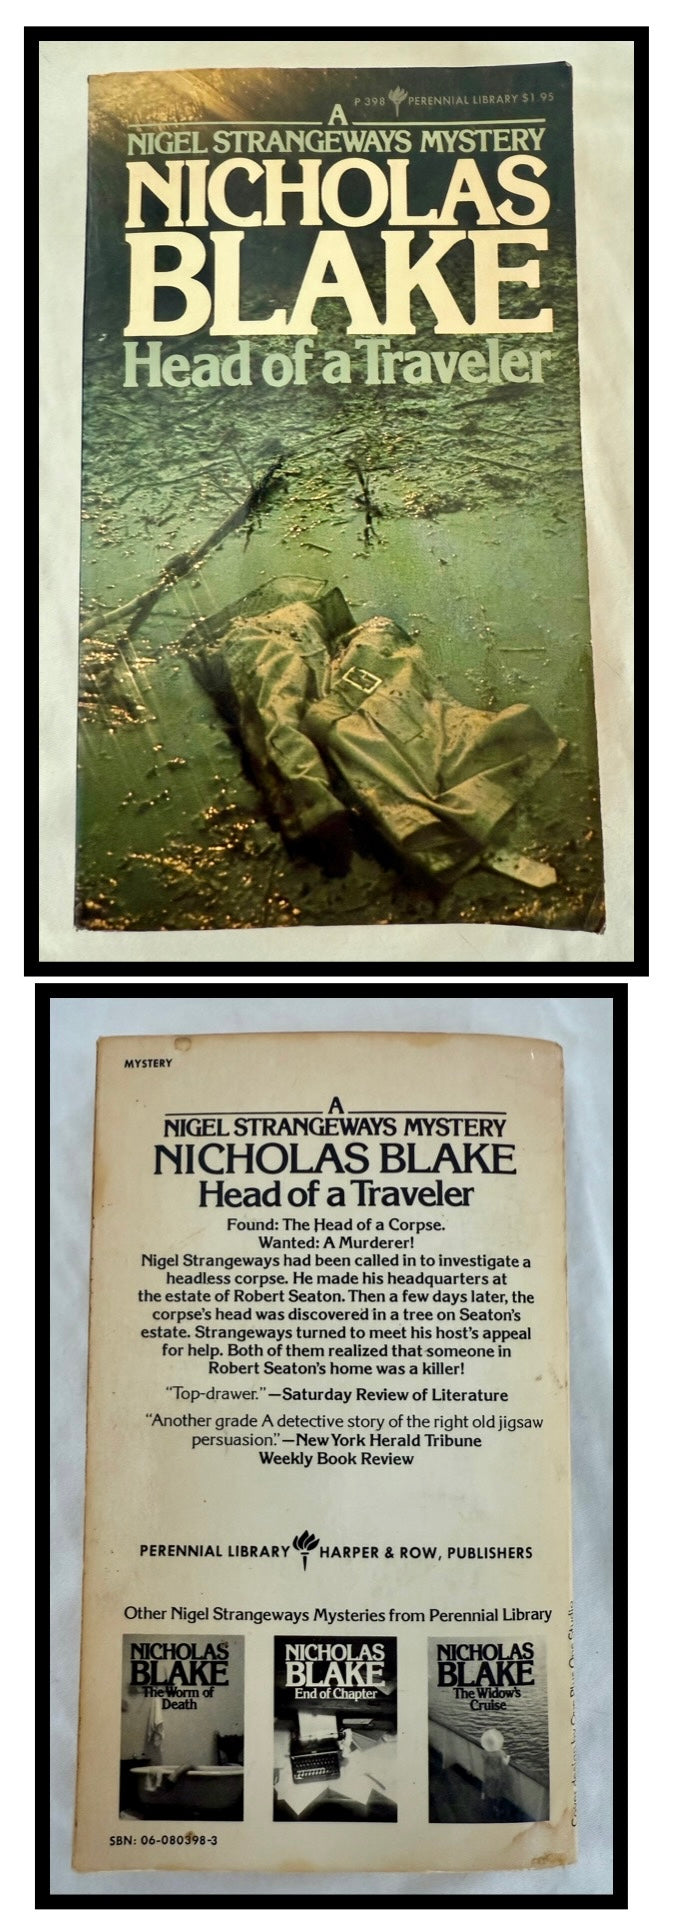 P 398 PERENNIAL LIBRARY $1.95
A
NIGEL STRANGEWAYS MYSTERY
NICHOLAS
BLAKE
Head of a Traveler
MYSTERY
A
NIGEL STRANGEWAYS MYSTERY
NICHOLAS BLAKE
Head of a Traveler
Found: The Head of a Corpse.
Wanted: A Murderer!
Nigel Strangeways had been called in to investigate a
headless corpse. He made his headquarters at
the estate of Robert Seaton. Then a few days later, the
corpse's head was discovered in a tree on Seaton's
estate. Strangeways turned to meet his host's appeal
for help. Both of them realized that someone in
Robert Seaton's home was a killer!
"Top-drawer."—Saturday Review of Literature
"Another grade A detective story of the right old jigsaw
persuasion."—New York Herald Tribune
Weekly Book Review
PERENNIAL LIBRARY HARPER & ROW, PUBLISHERS
Other Nigel Strangeways Mysteries from Perennial Library
NICHOLAS
BLAKE
The Worm of
Death
NICHOLAS
BLAKE
End of Chapter
NICHOLAS
BLAKE
The Widow's
Cruise
SBN: 06-080398-3